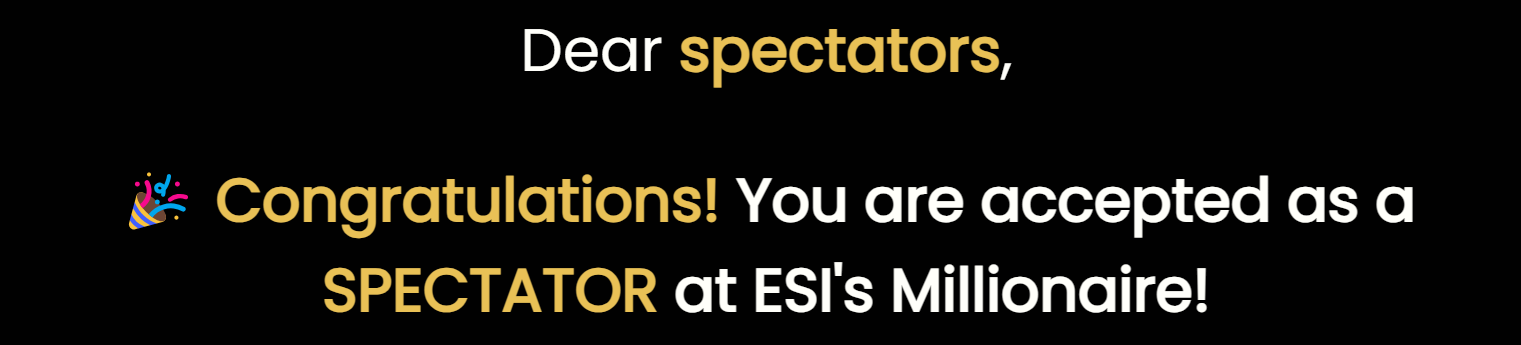 Dear spectators,
🎉 Congratulations! You are accepted as a
SPECTATOR at ESI's Millionaire!